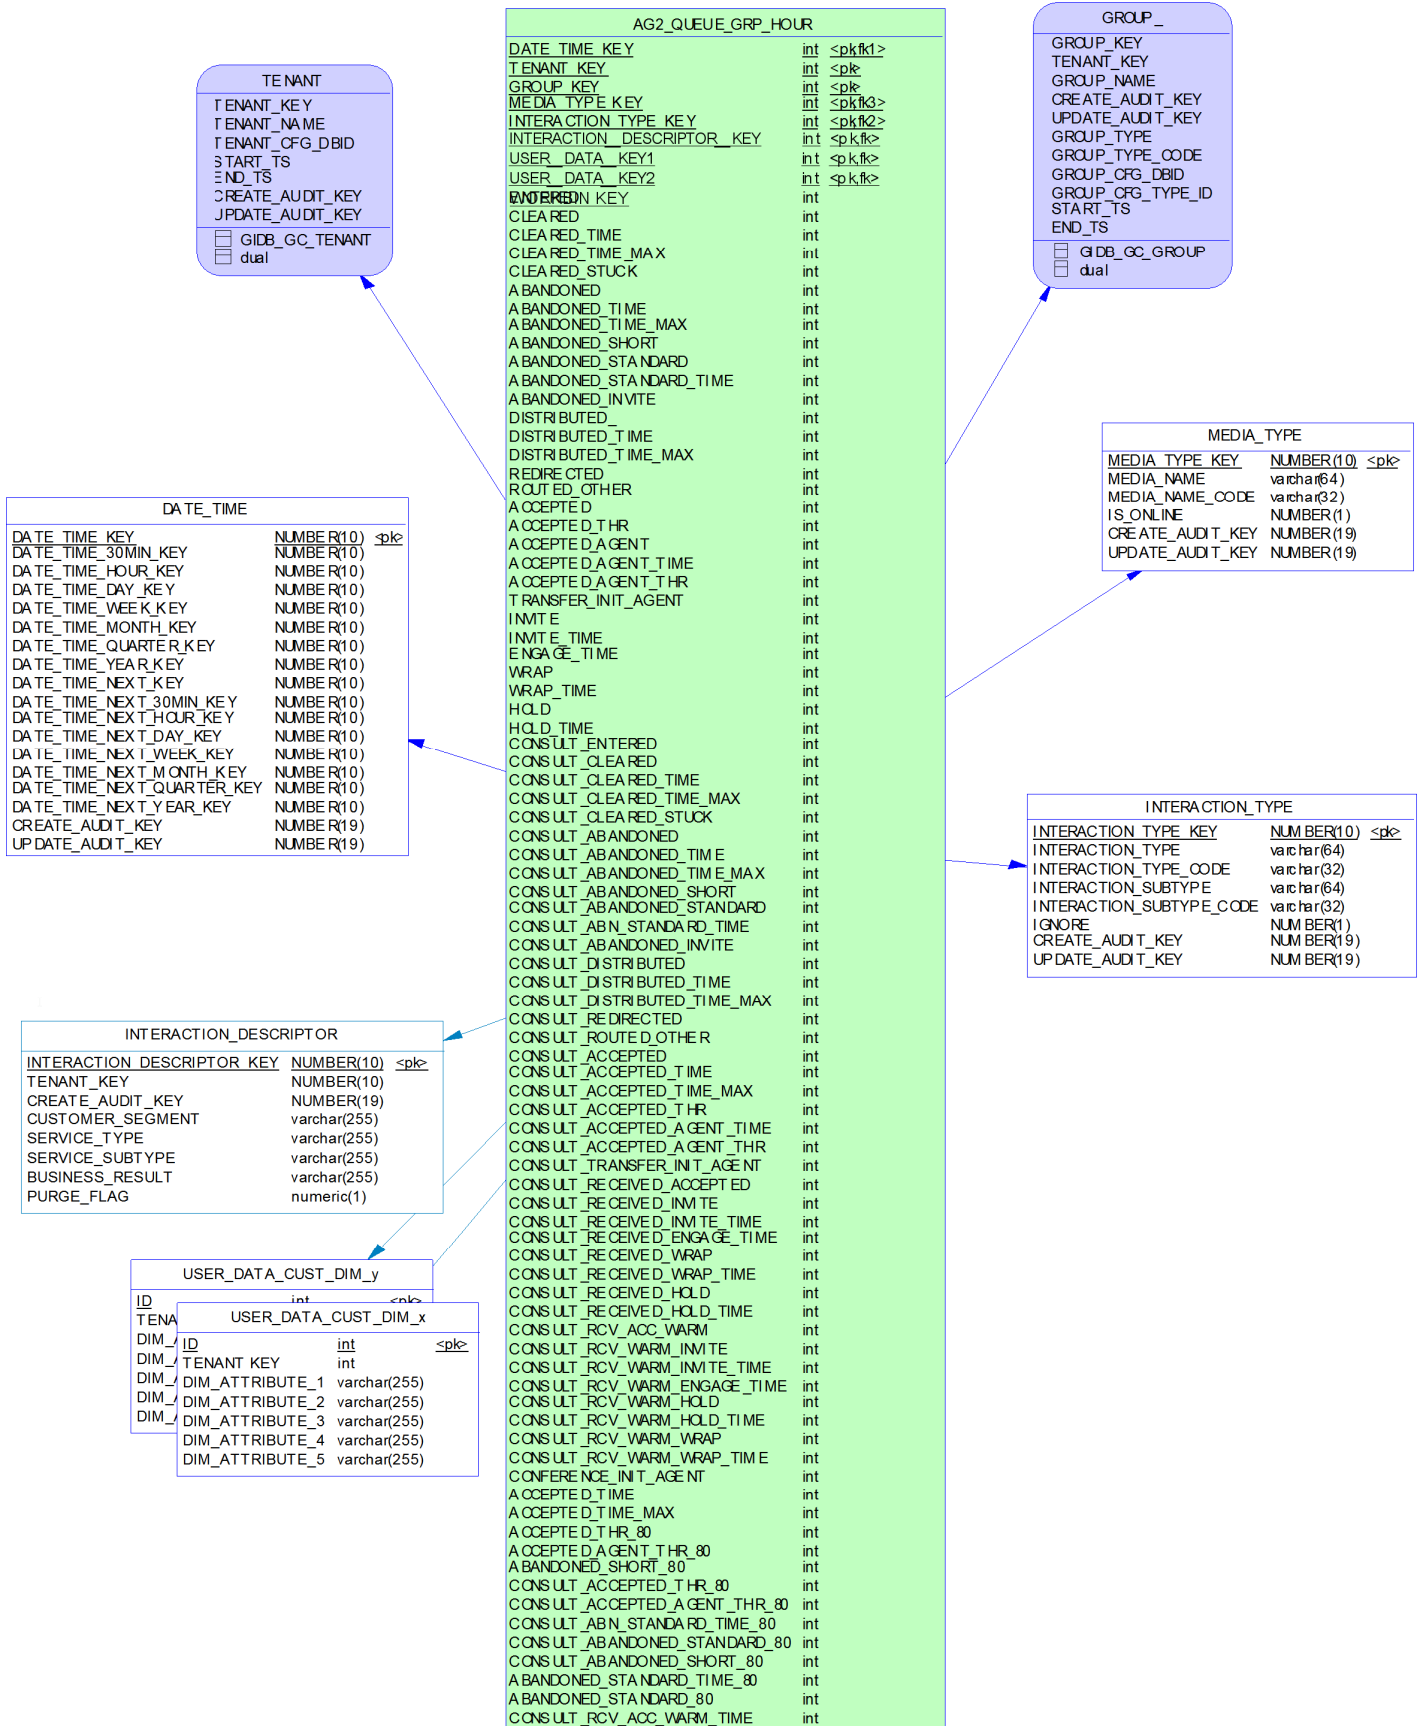 TENANT
TENANT_KEY
TENANT_NAME
TENANT_CFG_DBID
START_TS
END_TS
CREATE_AUDIT_KEY
UPDATE_AUDIT_KEY
GIDB_GC_TENANT
dual
AG2_QUEUE_GRP_HOUR
DATE_TIME_KEY int <pk,fk1>
TENANT_KEY int <pk>
GROUP_KEY int <pk>
MEDIA_TYPE_KEY int <pk,fk3>
INTERACTION_TYPE_KEY int <pk,fk2>
INTERACTION_DESCRIPTOR_KEY int <pk,fk>
USER_DATA_KEY1 int <pk,fk>
USER_DATA_KEY2 int <pk,fk>
ENTERED int
CLEARED int
CLEARED_TIME int
CLEARED_TIME_MAX int
CLEARED_STUCK int
ABANDONED int
ABANDONED_TIME int
ABANDONED_TIME_MAX int
ABANDONED_SHORT int
ABANDONED_STANDARD int
ABANDONED_STANDARD_TIME int
ABANDONED_INVITE int
DISTRIBUTED_ int
DISTRIBUTED_TIME int
DISTRIBUTED_TIME_MAX int
REDIRECTED int
ROUTED_OTHER int
ACCEPTED int
ACCEPTED_THR int
ACCEPTED_AGENT int
ACCEPTED_AGENT_TIME int
ACCEPTED_AGENT_THR int
TRANSFER_INIT_AGENT int
INVITE int
INVITE_TIME int
ENGAGE_TIME int
WRAP int
WRAP_TIME int
HOLD int
HOLD_TIME int
CONSULT_ENTERED int
CONSULT_CLEARED int
CONSULT_CLEARED_TIME int
CONSULT_CLEARED_TIME_MAX int
CONSULT_CLEARED_STUCK int
CONSULT_ABANDONED int
CONSULT_ABANDONED_TIME int
CONSULT_ABANDONED_TIME_MAX int
CONSULT_ABANDONED_SHORT int
CONSULT_ABANDONED_STANDARD int
CONSULT_ABN_STANDARD_TIME int
CONSULT_ABANDONED_INVITE int
CONSULT_DISTRIBUTED int
CONSULT_DISTRIBUTED_TIME int
CONSULT_DISTRIBUTED_TIME_MAX int
CONSULT_REDIRECTED int
CONSULT_ROUTED_OTHER int
CONSULT_ACCEPTED int
CONSULT_ACCEPTED_TIME int
CONSULT_ACCEPTED_TIME_MAX int
CONSULT_ACCEPTED_THR int
CONSULT_ACCEPTED_AGENT_TIME int
CONSULT_ACCEPTED_AGENT_THR int
CONSULT_TRANSFER_INIT_AGENT int
CONSULT_RECEIVED_ACCEPTED int
CONSULT_RECEIVED_INVITE int
CONSULT_RECEIVED_INVITE_TIME int
CONSULT_RECEIVED_ENGAGE_TIME int
CONSULT_RECEIVED_WRAP int
CONSULT_RECEIVED_WRAP_TIME int
CONSULT_RECEIVED_HOLD int
CONSULT_RECEIVED_HOLD_TIME int
CONSULT_RCV_ACC_WARM int
CONSULT_RCV_WARM_INVITE int
CONSULT_RCV_WARM_INVITE_TIME int
CONSULT_RCV_WARM_ENGAGE_TIME int
CONSULT_RCV_WARM_HOLD int
CONSULT_RCV_WARM_HOLD_TIME int
CONSULT_RCV_WARM_WRAP int
CONSULT_RCV_WARM_WRAP_TIME int
CONFERENCE_INIT_AGENT int
ACCEPTED_TIME int
ACCEPTED_TIME_MAX int
ACCEPTED_THR_80 int
ACCEPTED_AGENT_THR_80 int
ABANDONED_SHORT_80 int
CONSULT_ACCEPTED_THR_80 int
CONSULT_ACCEPTED_AGENT_THR_80 int
CONSULT_ABN_STANDARD_TIME_80 int
CONSULT_ABANDONED_STANDARD_80 int
CONSULT_ABANDONED_SHORT_80 int
ABANDONED_STANDARD_TIME_80 int
ABANDONED_STANDARD_80 int
CONSULT_RCV_ACC_WARM_TIME int
GROUP_
GROUP_KEY
TENANT_KEY
GROUP_NAME
CREATE_AUDIT_KEY
UPDATE_AUDIT_KEY
GROUP_TYPE
GROUP_TYPE_CODE
GROUP_CFG_DBID
GROUP_CFG_TYPE_ID
START_TS
END_TS
GIDB_GC_GROUP
dual
MEDIA_TYPE
MEDIA_TYPE_KEY NUMBER(10) <pk>
MEDIA_NAME varchar(64)
MEDIA_NAME_CODE varchar(32)
IS_ONLINE NUMBER(1)
CREATE_AUDIT_KEY NUMBER(19)
UPDATE_AUDIT_KEY NUMBER(19)
DATE_TIME
DATE_TIME_KEY NUMBER(10) <pk>
DATE_TIME_30MIN_KEY NUMBER(10)
DATE_TIME_HOUR_KEY NUMBER(10)
DATE_TIME_DAY_KEY NUMBER(10)
DATE_TIME_WEEK_KEY NUMBER(10)
DATE_TIME_MONTH_KEY NUMBER(10)
DATE_TIME_QUARTER_KEY NUMBER(10)
DATE_TIME_YEAR_KEY NUMBER(10)
DATE_TIME_NEXT_KEY NUMBER(10)
DATE_TIME_NEXT_30MIN_KEY NUMBER(10)
DATE_TIME_NEXT_HOUR_KEY NUMBER(10)
DATE_TIME_NEXT_DAY_KEY NUMBER(10)
DATE_TIME_NEXT_WEEK_KEY NUMBER(10)
DATE_TIME_NEXT_MONTH_KEY NUMBER(10)
DATE_TIME_NEXT_QUARTER_KEY NUMBER(10)
DATE_TIME_NEXT_YEAR_KEY NUMBER(10)
CREATE_AUDIT_KEY NUMBER(19)
UPDATE_AUDIT_KEY NUMBER(19)
INTERACTION_TYPE
INTERACTION_TYPE_KEY NUMBER(10) <pk>
INTERACTION_TYPE varchar(64)
INTERACTION_TYPE_CODE varchar(32)
INTERACTION_SUBTYPE varchar(64)
INTERACTION_SUBTYPE_CODE varchar(32)
IGNORE NUMBER(1)
CREATE_AUDIT_KEY NUMBER(19)
UPDATE_AUDIT_KEY NUMBER(19)
INTERACTION_DESCRIPTOR
INTERACTION_DESCRIPTOR_KEY NUMBER(10) <pk>
TENANT_KEY NUMBER(10)
CREATE_AUDIT_KEY NUMBER(19)
CUSTOMER_SEGMENT varchar(255)
SERVICE_TYPE varchar(255)
SERVICE_SUBTYPE varchar(255)
BUSINESS_RESULT varchar(255)
PURGE_FLAG numeric(1)
USER_DATA_CUST_DIM_y
ID int <pk>
TENA
DIM_
DIM_
DIM_
DIM_
DIM_
USER_DATA_CUST_DIM_x
ID int <pk>
TENANT KEY int
DIM_ATTRIBUTE_1 varchar(255)
DIM_ATTRIBUTE_2 varchar(255)
DIM_ATTRIBUTE_3 varchar(255)
DIM_ATTRIBUTE_4 varchar(255)
DIM_ATTRIBUTE_5 varchar(255)